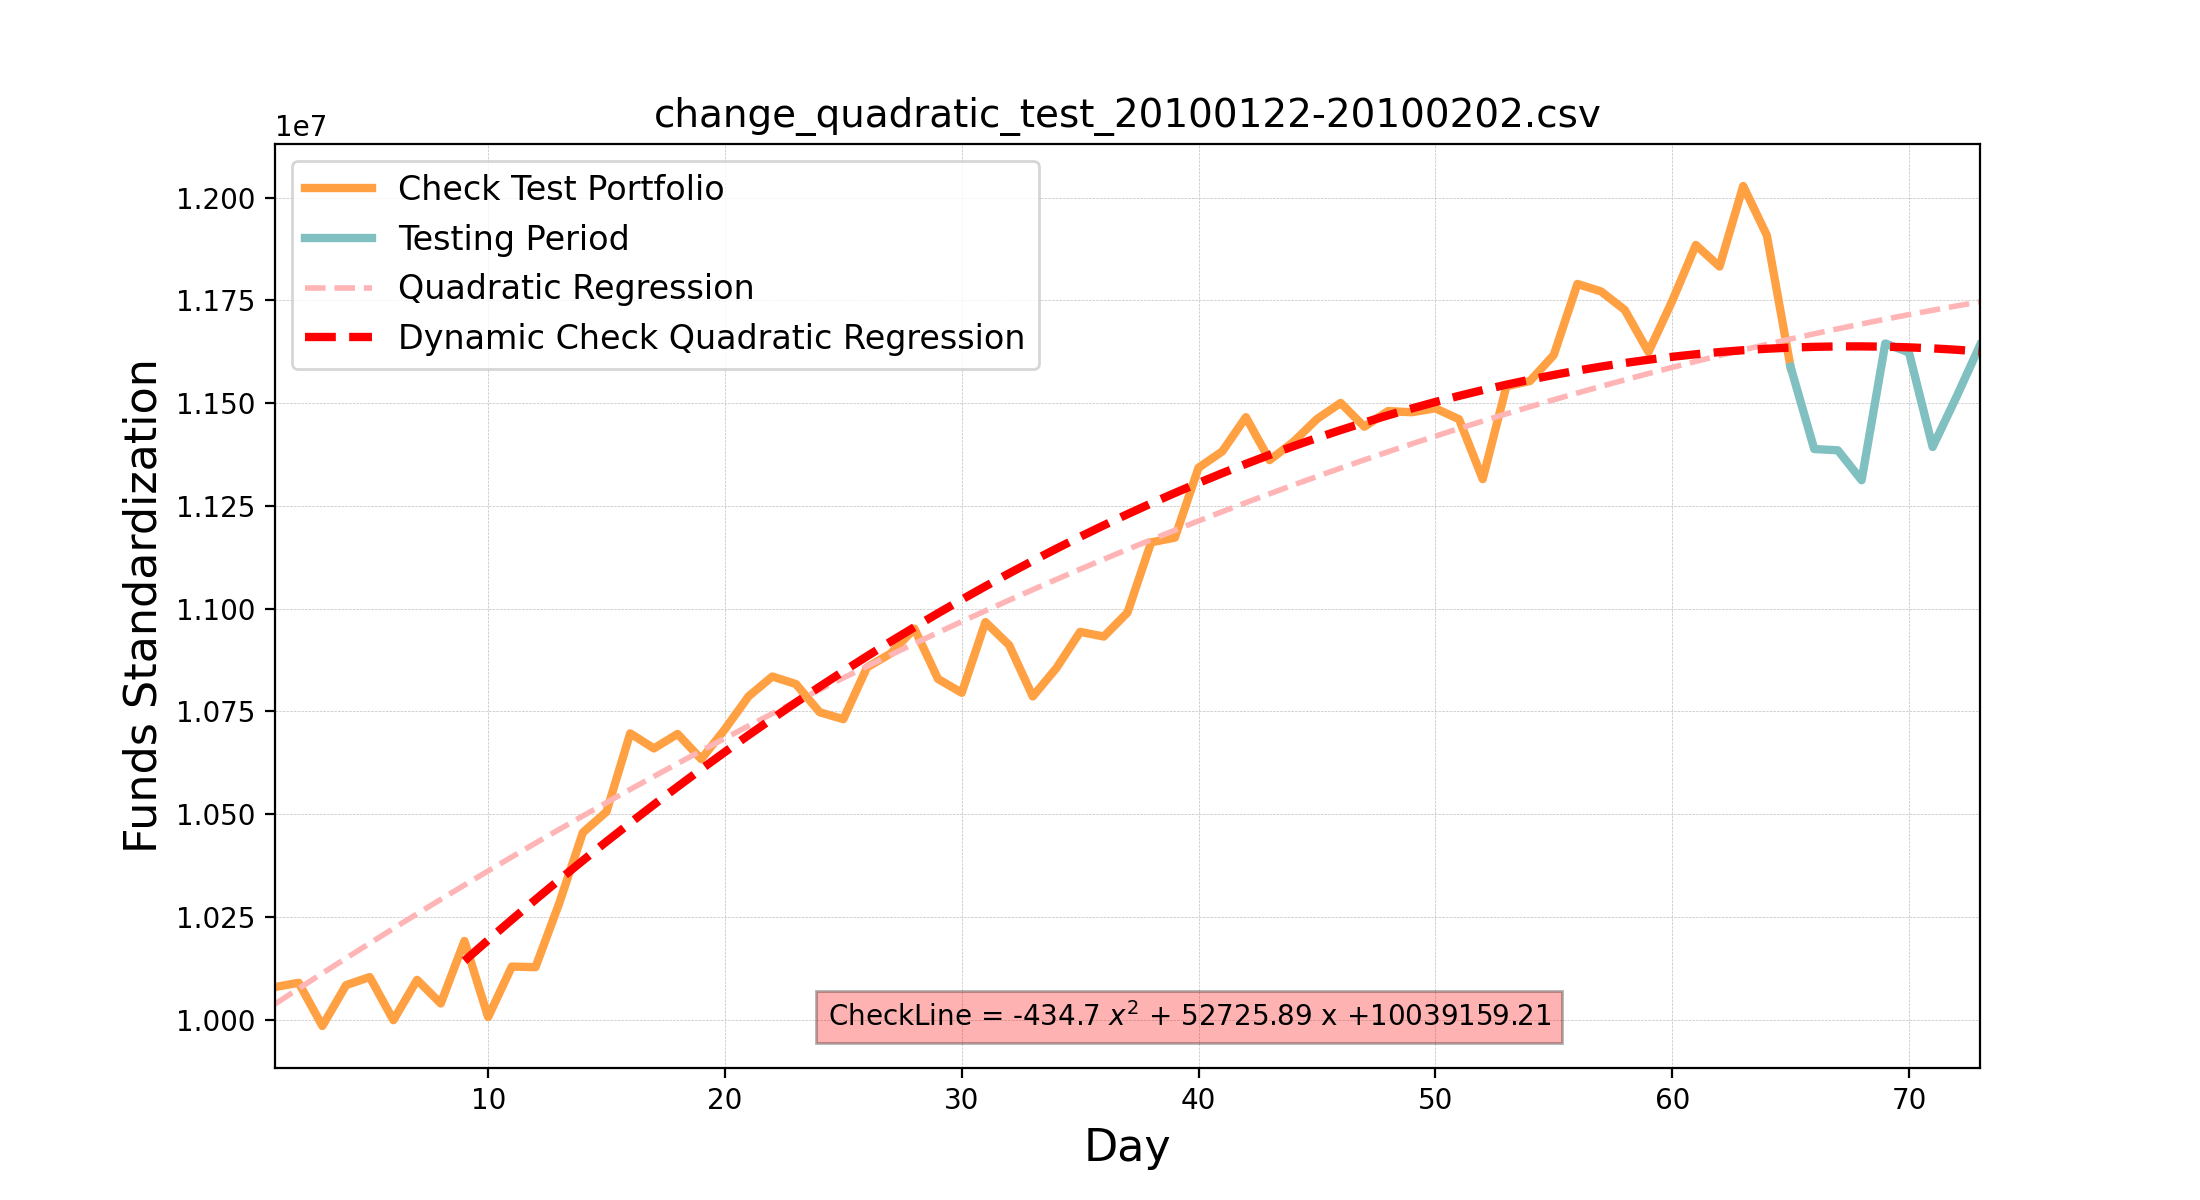 change_quadratic_test_20100122-20100202.csv
1e7
Check Test Portfolio
Testing Period
Quadratic Regression
Dynamic Check Quadratic Regression
1.200
1.175
1.150
1.125
1.100
1.075
1.050
1.025
1.000
Funds Standardization
CheckLine = -434.7 x² + 52725.89 x +10039159.21
10 20 30 40 50 60 70
Day